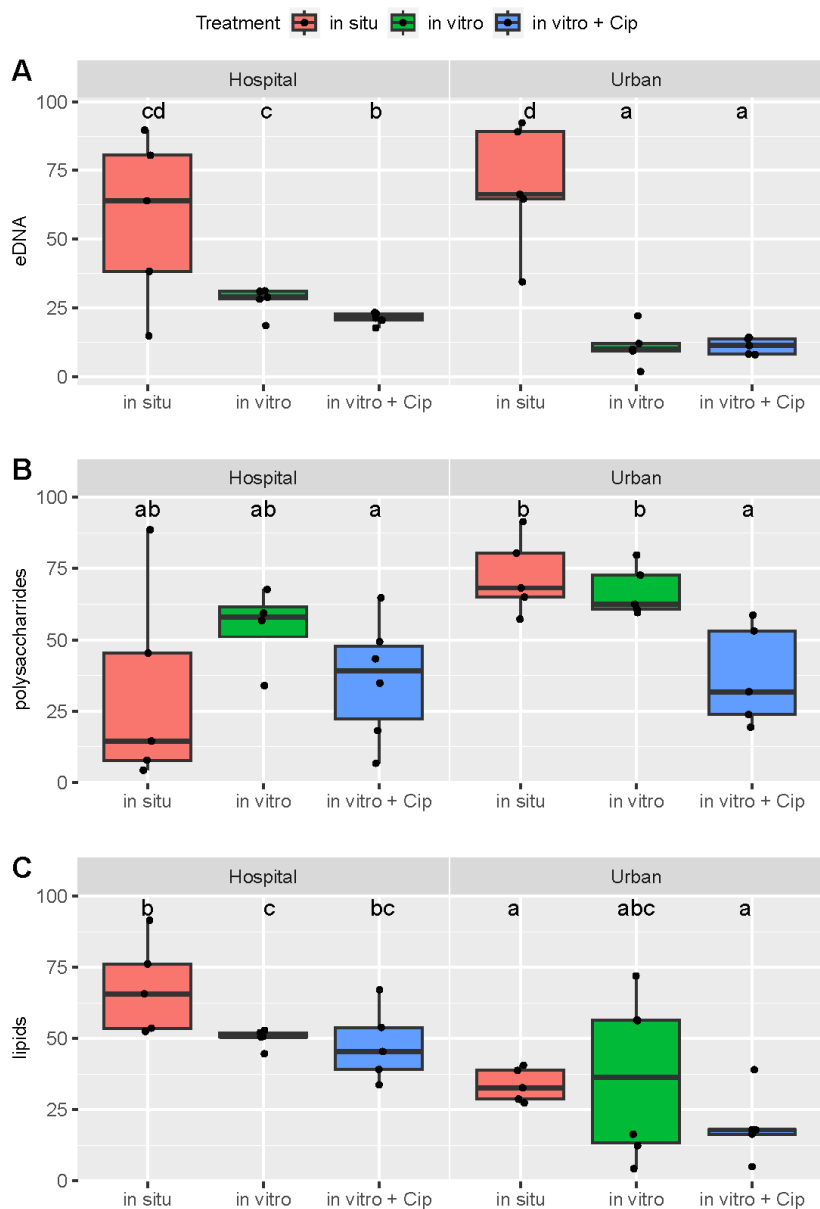 Treatment in situ in vitro in vitro + Cip
A
Hospital Urban
100
75
50
25
0
eDNA
cd c b d a a
in situ in vitro in vitro + Cip in situ in vitro in vitro + Cip
B
Hospital Urban
100
75
50
25
0
polysaccharides
ab ab a b b a
in situ in vitro in vitro + Cip in situ in vitro in vitro + Cip
C
Hospital Urban
100
75
50
25
0
lipids
b c bc a abc a
in situ in vitro in vitro + Cip in situ in vitro in vitro + Cip